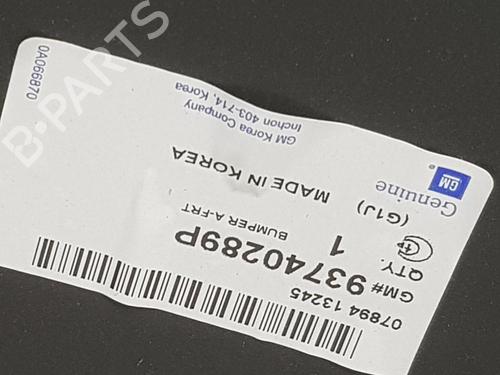 GM
Genuine
GM Korea Company
Inchon 403-714, Korea
0A066870
MADE IN KOREA
(G1J)
QTY.
1
BUMPER A-FRT
GM# 93740289P
07894 13245
B-PARTS